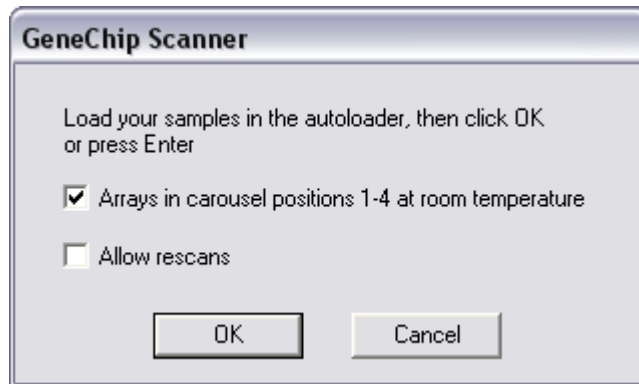 GeneChip Scanner
Load your samples in the autoloader, then click OK
or press Enter
Arrays in carousel positions 1-4 at room temperature
Allow rescans
OK
Cancel